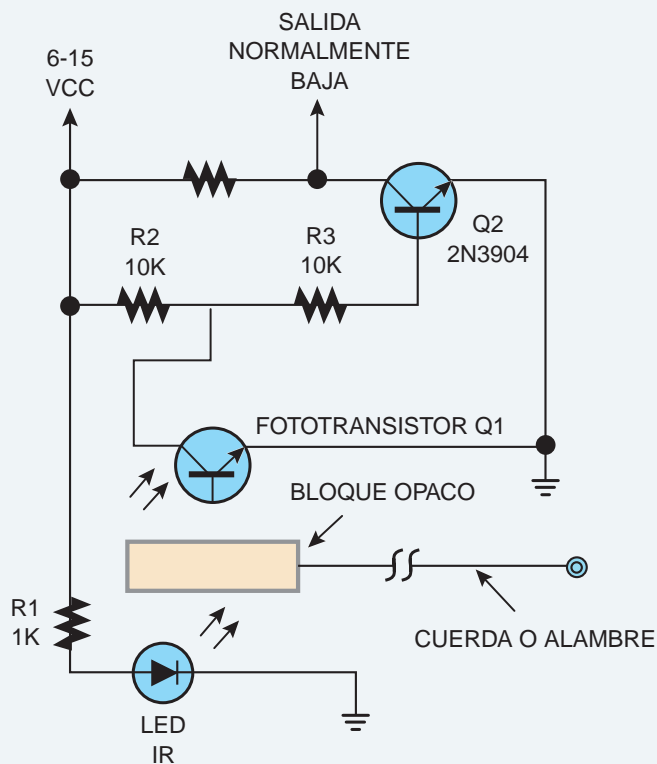 SALIDA
NORMALMENTE
BAJA
6-15
VCC
R2
10K
R3
10K
Q2
2N3904
FOTOTRANSISTOR Q1
BLOQUE OPACO
R1
1K
CUERDA O ALAMBRE
LED
IR